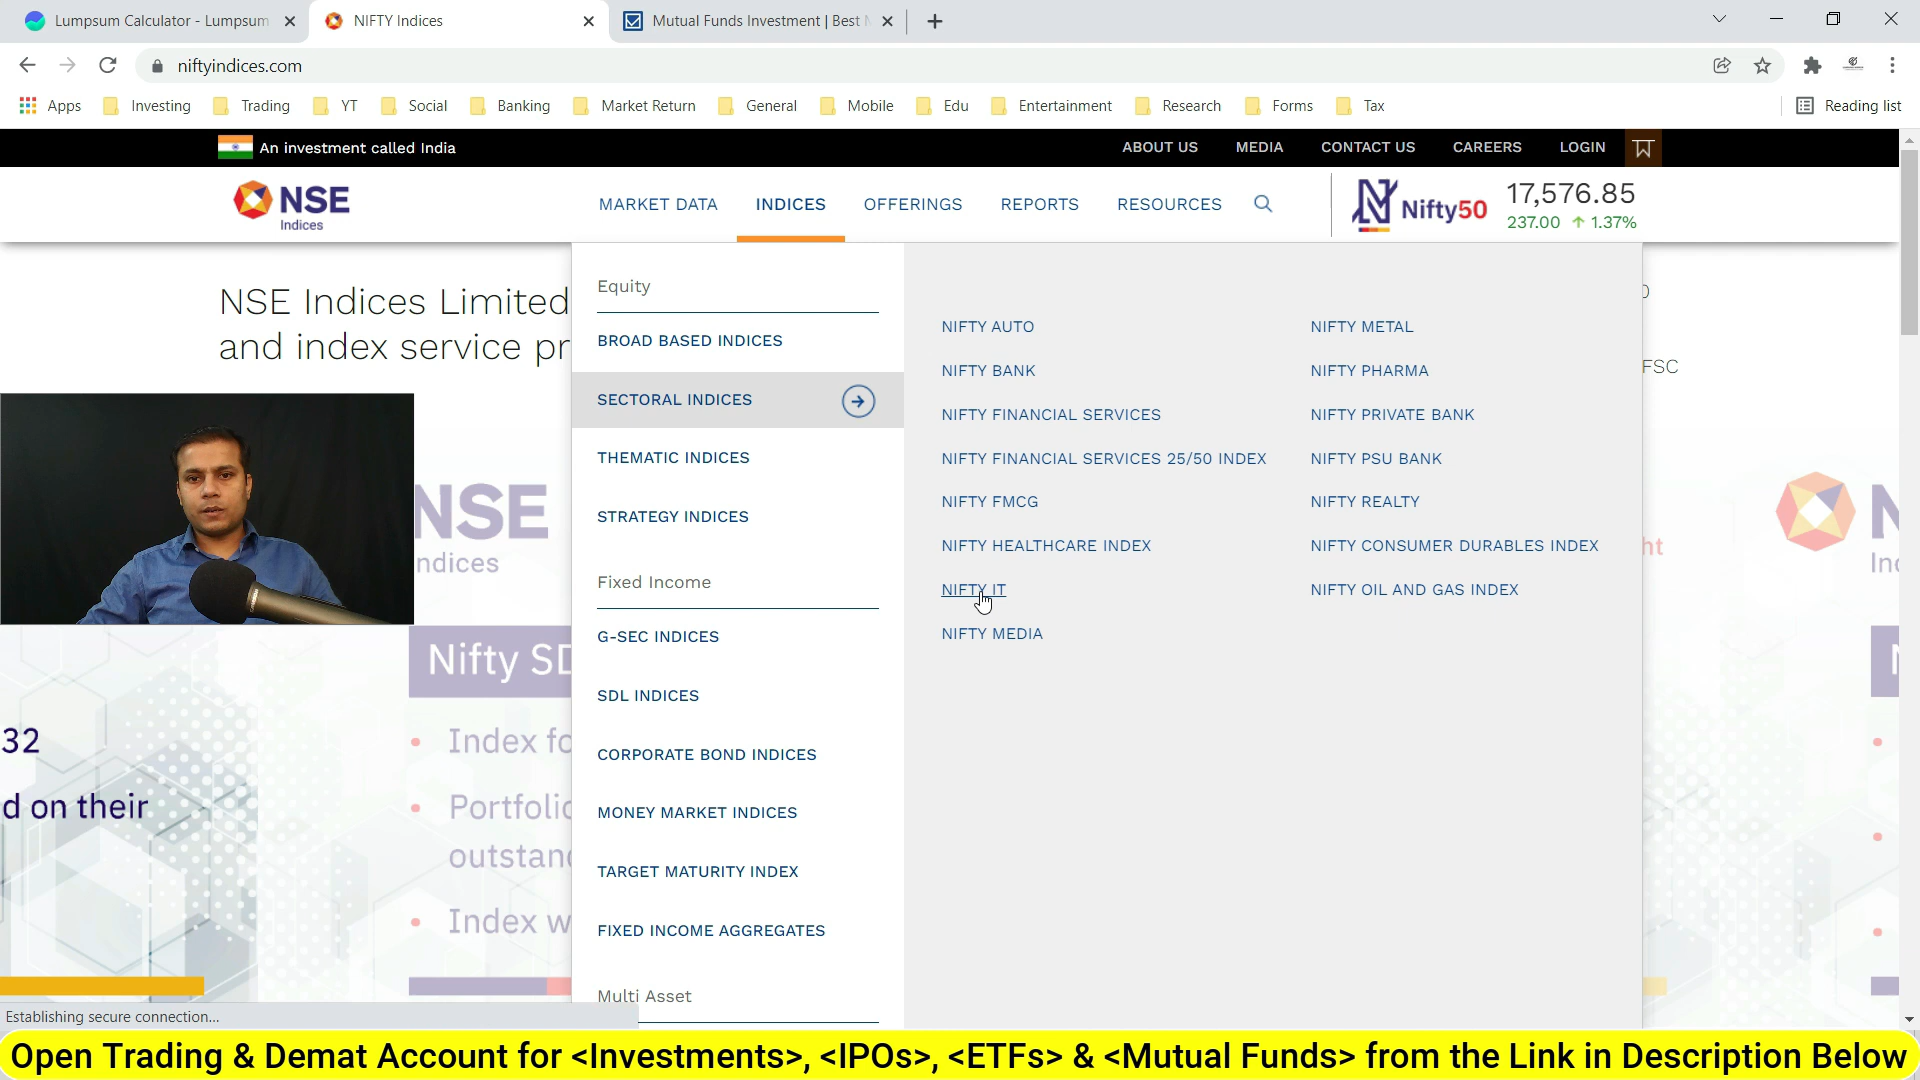 Lumpsum Calculator - Lumpsum
NIFTY Indices
Mutual Funds Investment | Best
niftyindices.com
Apps
Investing
Trading
YT
Social
Banking
Market Return
General
Mobile
Edu
Entertainment
Research
Forms
Tax
Reading list
An investment called India
ABOUT US
MEDIA
CONTACT US
CAREERS
LOGIN
NSE
Indices
MARKET DATA
INDICES
OFFERINGS
REPORTS
RESOURCES
Nifty50
17,576.85
237.00 ↑ 1.37%
NSE Indices Limited
and index service pr
FSC
Equity
BROAD BASED INDICES
SECTORAL INDICES
THEMATIC INDICES
STRATEGY INDICES
Fixed Income
G-SEC INDICES
SDL INDICES
CORPORATE BOND INDICES
MONEY MARKET INDICES
TARGET MATURITY INDEX
FIXED INCOME AGGREGATES
Multi Asset
NIFTY AUTO
NIFTY BANK
NIFTY FINANCIAL SERVICES
NIFTY FINANCIAL SERVICES 25/50 INDEX
NIFTY FMCG
NIFTY HEALTHCARE INDEX
NIFTY IT
NIFTY MEDIA
NIFTY METAL
NIFTY PHARMA
NIFTY PRIVATE BANK
NIFTY PSU BANK
NIFTY REALTY
NIFTY CONSUMER DURABLES INDEX
NIFTY OIL AND GAS INDEX
NSE
ndices
ht
Nifty SD
32
d on their
Index fo
Portfolio
outstand
Index w
Establishing secure connection...
Open Trading & Demat Account for <Investments>, <IPOs>, <ETFs> & <Mutual Funds> from the Link in Description Below